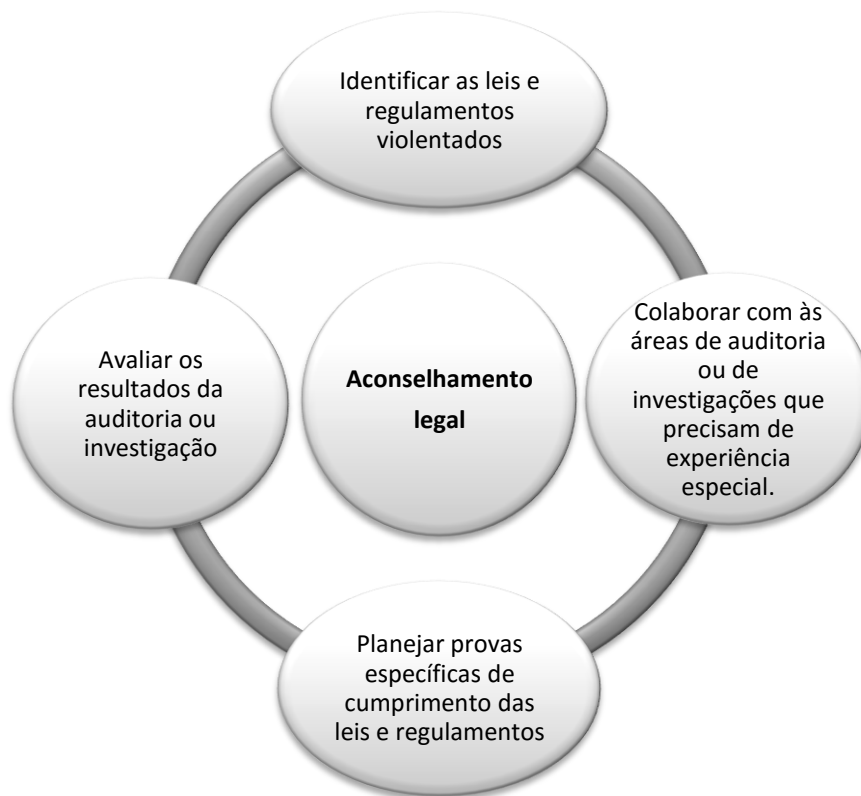 Identificar as leis e
regulamentos
violentados
Avaliar os
resultados da
auditoria ou
investigação
Aconselhamento
legal
Colaborar com às
áreas de auditoria
ou de
investigações que
precisam de
experiência
especial.
Planejar provas
específicas de
cumprimento das
leis e regulamentos